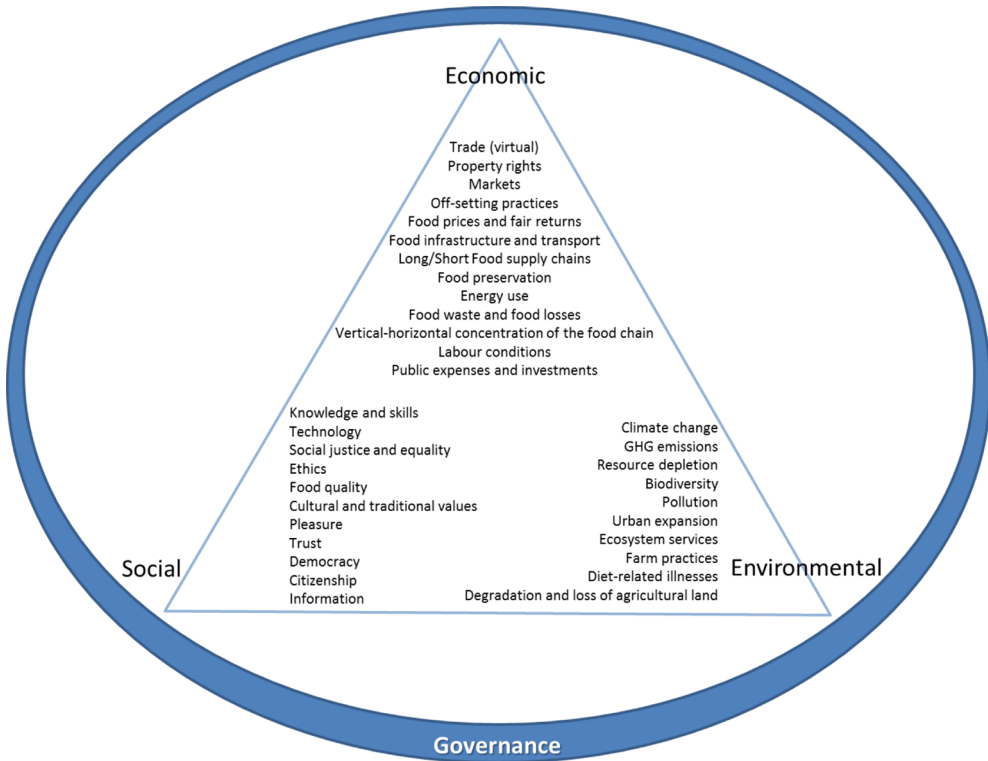 Economic
Trade (virtual)
Property rights
Markets
Off-setting practices
Food prices and fair returns
Food infrastructure and transport
Long/Short Food supply chains
Food preservation
Energy use
Food waste and food losses
Vertical-horizontal concentration of the food chain
Labour conditions
Public expenses and investments
Knowledge and skills
Technology
Social justice and equality
Ethics
Food quality
Cultural and traditional values
Pleasure
Trust
Democracy
Citizenship
Information
Climate change
GHG emissions
Resource depletion
Biodiversity
Pollution
Urban expansion
Ecosystem services
Farm practices
Diet-related illnesses
Degradation and loss of agricultural land
Social
Environmental
Governance